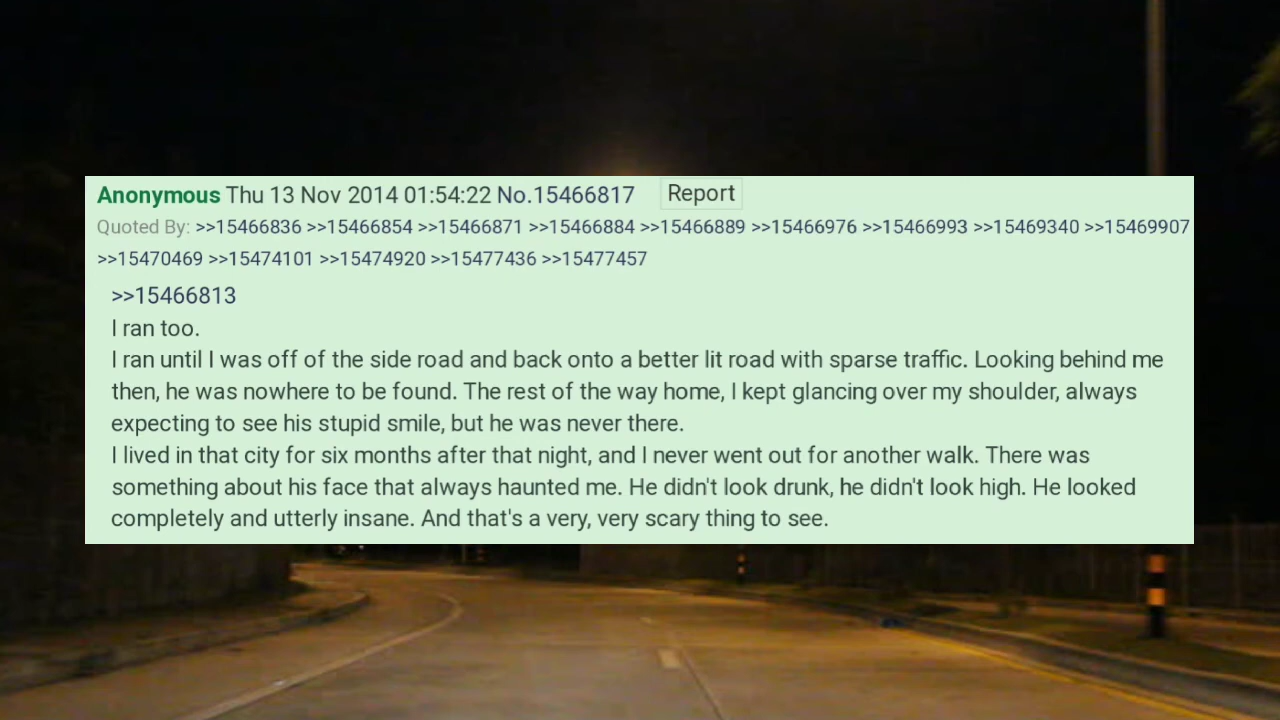 Anonymous Thu 13 Nov 2014 01:54:22 No.15466817 Report
Quoted By: >>15466836 >>15466854 >>15466871 >>15466884 >>15466889 >>15466976 >>15466993 >>15469340 >>15469907
>>15470469 >>15474101 >>15474920 >>15477436 >>15477457
>>15466813
I ran too.
I ran until I was off of the side road and back onto a better lit road with sparse traffic. Looking behind me
then, he was nowhere to be found. The rest of the way home, I kept glancing over my shoulder, always
expecting to see his stupid smile, but he was never there.
I lived in that city for six months after that night, and I never went out for another walk. There was
something about his face that always haunted me. He didn't look drunk, he didn't look high. He looked
completely and utterly insane. And that's a very, very scary thing to see.